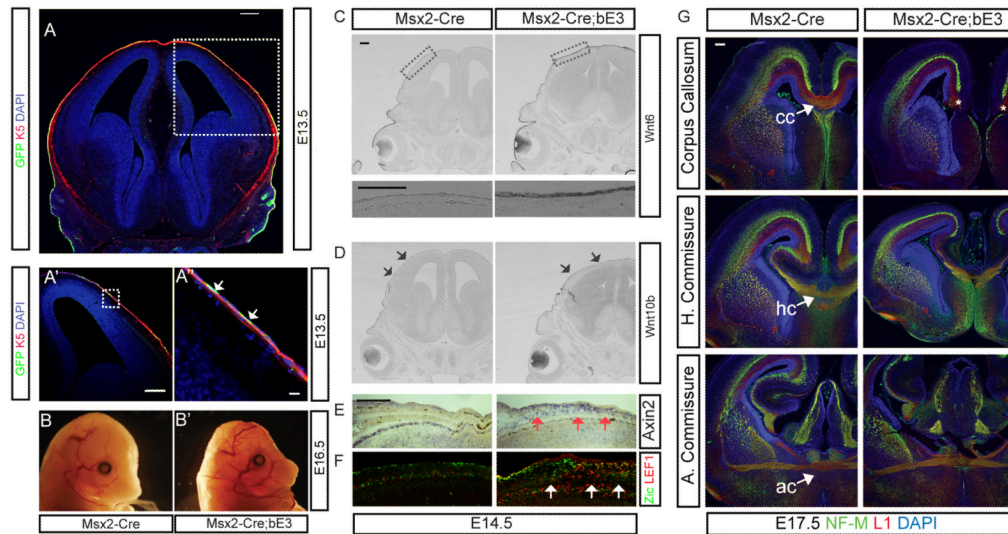 A
GFP K5 DAPI
E13.5
A'
A"
GFP K5 DAPI
E13.5
B
B'
E16.5
Msx2-Cre
Msx2-Cre;bE3
C
Msx2-Cre
Msx2-Cre;bE3
Wnt6
D
Wnt10b
E
Axin2
F
Zic LEF1
E14.5
G
Msx2-Cre
Msx2-Cre;bE3
Corpus Callosum
cc
*
*
H. Commissure
hc
A. Commissure
ac
E17.5 NF-M L1 DAPI